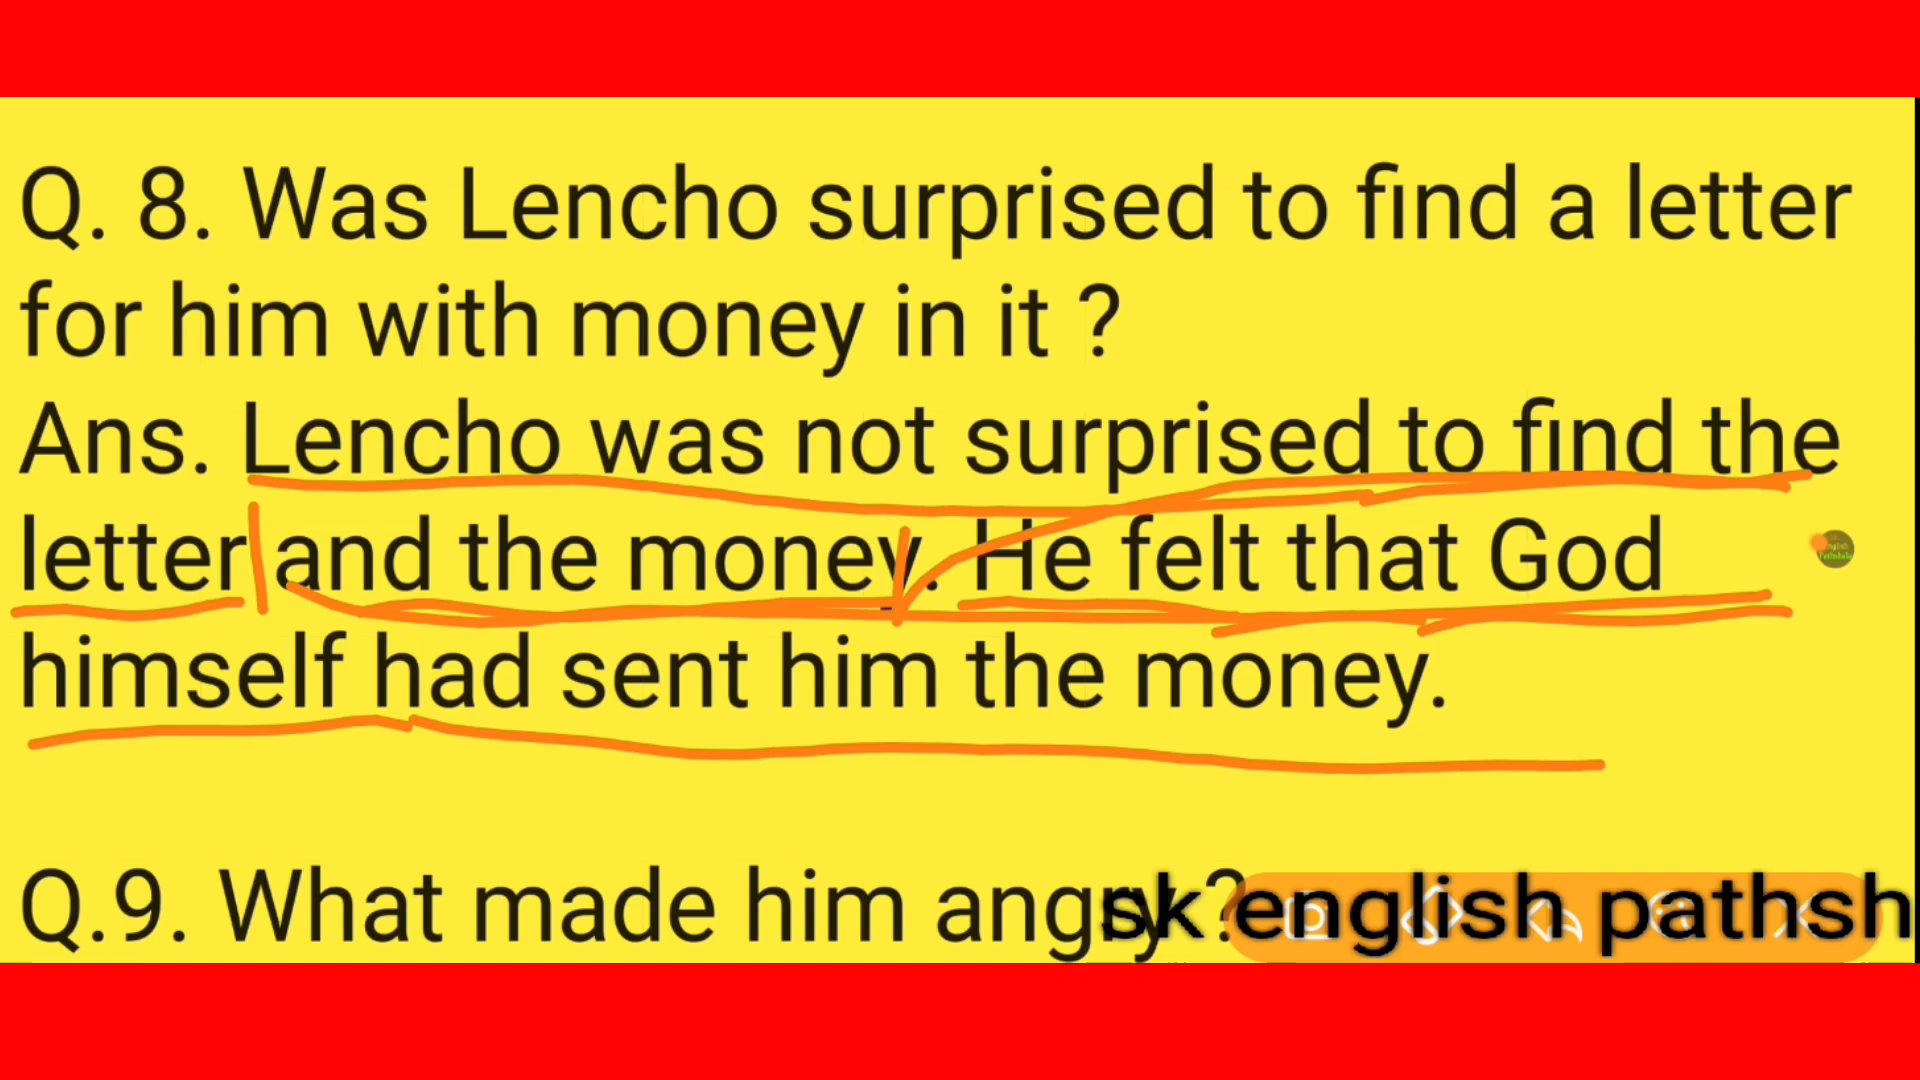 Q. 8. Was Lencho surprised to find a letter
for him with money in it ?
Ans. Lencho was not surprised to find the
letter and the money. He felt that God
himself had sent him the money.
Q.9. What made him angry ?
sk english pathsh